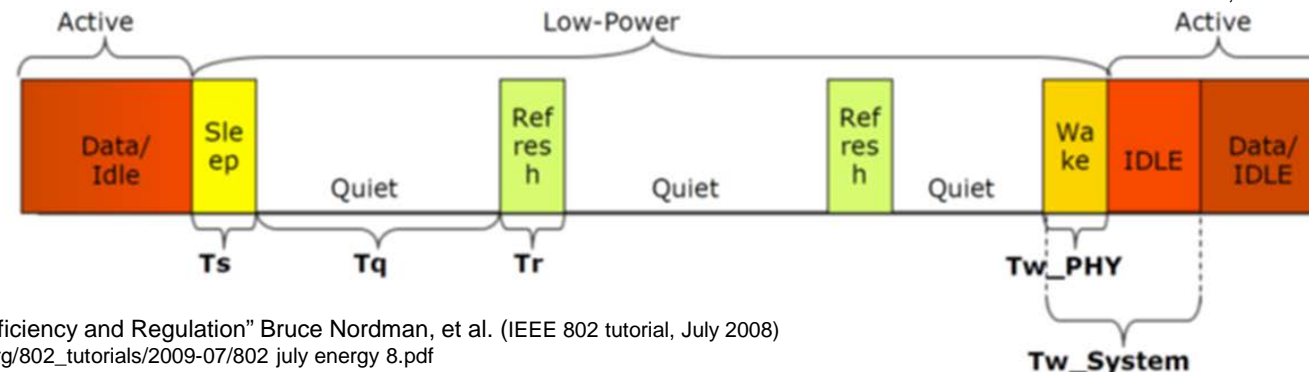 Active
Low-Power
Active
Data/
Idle
Sle
ep
Quiet
Ref
res
h
Quiet
Ref
res
h
Quiet
Wa
ke
IDLE
Data/
IDLE
Ts
Tq
Tr
Tw_PHY
Tw_System
ficiency and Regulation” Bruce Nordman, et al. (IEEE 802 tutorial, July 2008)
rg/802_tutorials/2009-07/802 july energy 8.pdf